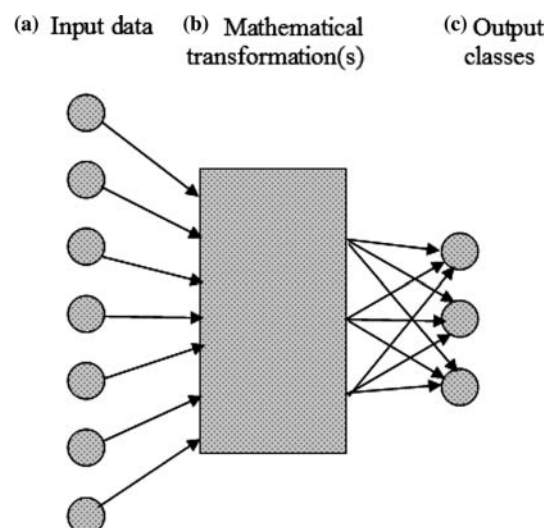 (a) Input data (b) Mathematical (c) Output
transformation(s) classes